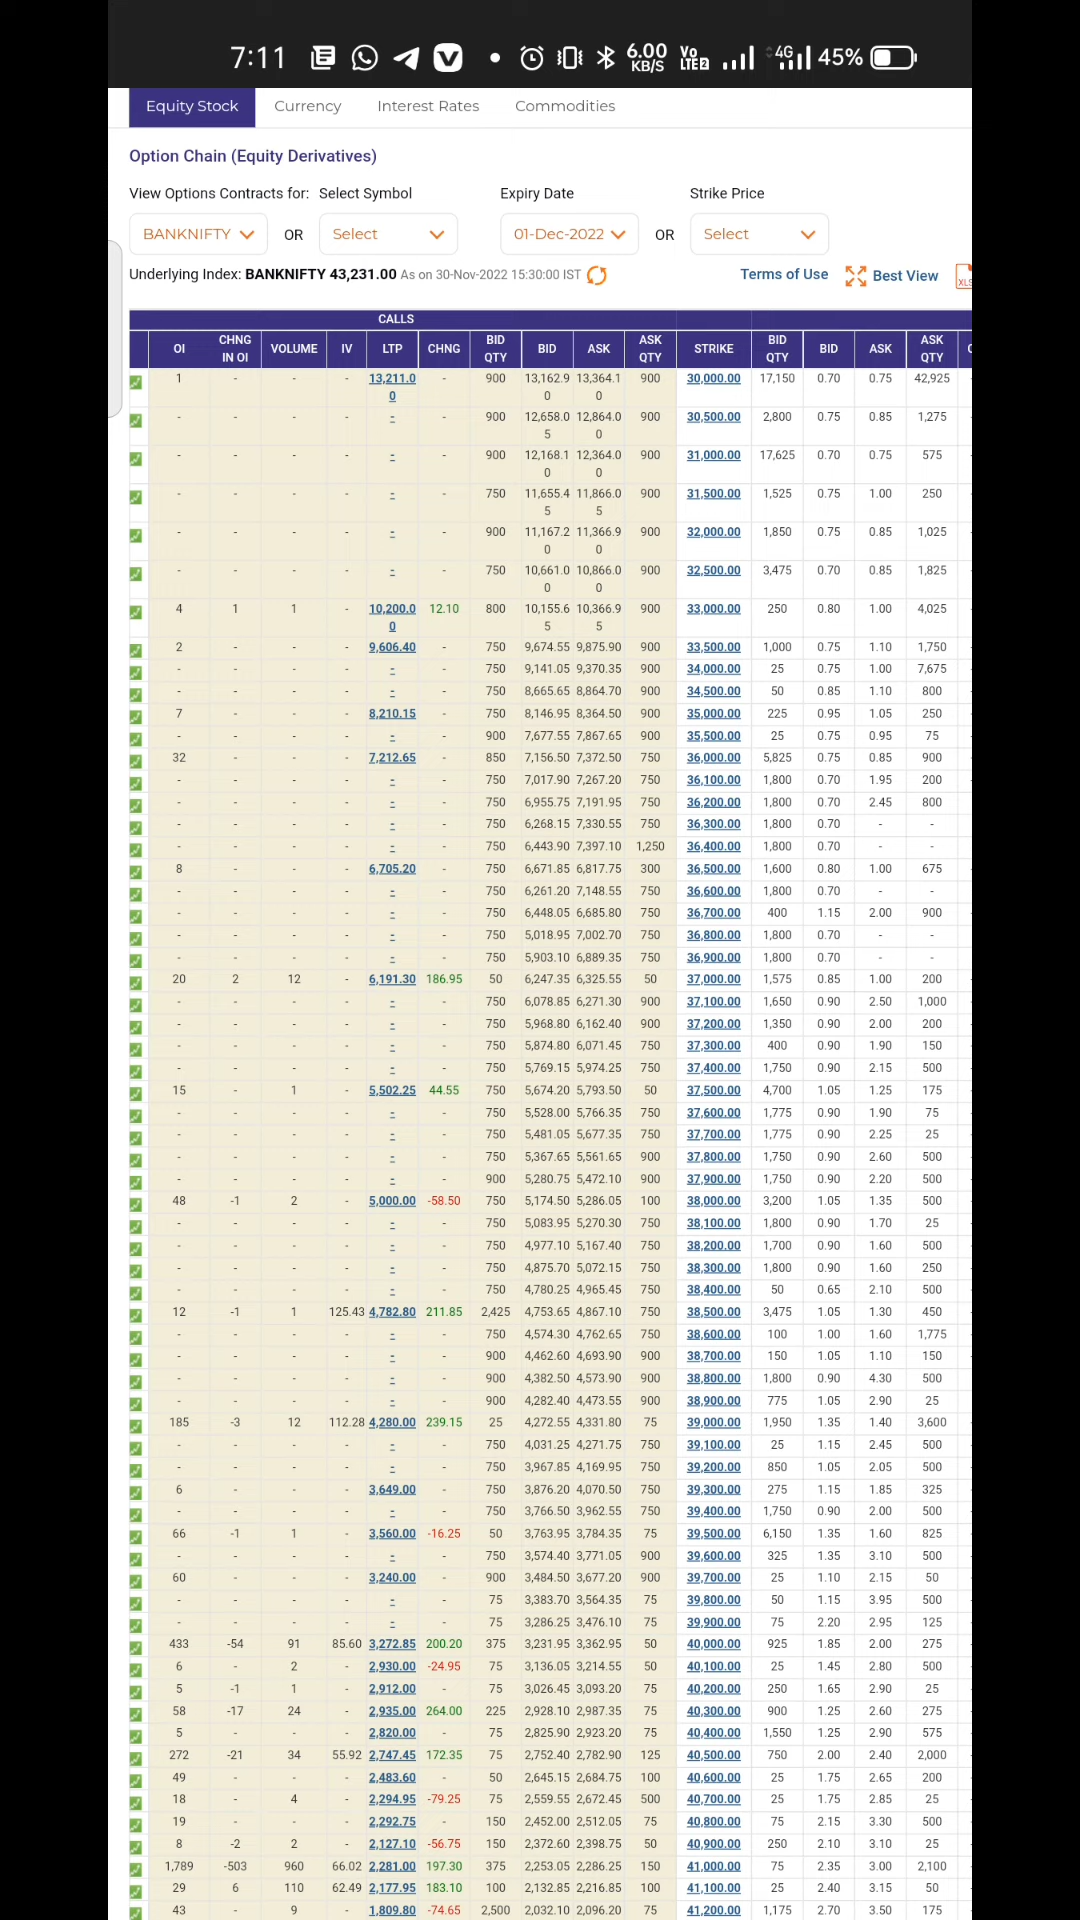 7:11 6.00 KB/S Vo LTE2 4G 45%
Equity Stock Currency Interest Rates Commodities
Option Chain (Equity Derivatives)
View Options Contracts for: Select Symbol Expiry Date Strike Price
BANKNIFTY OR Select 01-Dec-2022 OR Select
Underlying Index: BANKNIFTY 43,231.00 As on 30-Nov-2022 15:30:00 IST Terms of Use Best View XLS
CALLS
OI CHNG IN OI VOLUME IV LTP CHNG BID QTY BID ASK ASK QTY STRIKE BID QTY BID ASK ASK QTY
1 - - - 13,211.00 - 900 13,162.90 13,364.10 900 30,000.00 17,150 0.70 0.75 42,925
- - - - - - 900 12,658.05 12,864.00 900 30,500.00 2,800 0.75 0.85 1,275
- - - - - - 900 12,168.10 12,364.00 900 31,000.00 17,625 0.70 0.75 575
- - - - - - 750 11,655.45 11,866.05 900 31,500.00 1,525 0.75 1.00 250
- - - - - - 900 11,167.20 11,366.90 900 32,000.00 1,850 0.75 0.85 1,025
- - - - - - 750 10,661.00 10,866.00 900 32,500.00 3,475 0.70 0.85 1,825
4 1 1 - 10,200.00 12.10 800 10,155.65 10,366.95 900 33,000.00 250 0.80 1.00 4,025
2 - - - 9,606.40 - 750 9,674.55 9,875.90 900 33,500.00 1,000 0.75 1.10 1,750
- - - - - - 750 9,141.05 9,370.35 900 34,000.00 25 0.75 1.00 7,675
- - - - - - 750 8,665.65 8,864.70 900 34,500.00 50 0.85 1.10 800
7 - - - 8,210.15 - 750 8,146.95 8,364.50 900 35,000.00 225 0.95 1.05 250
- - - - - - 900 7,677.55 7,867.65 900 35,500.00 25 0.75 0.95 75
32 - - - 7,212.65 - 850 7,156.50 7,372.50 750 36,000.00 5,825 0.75 0.85 900
- - - - - - 750 7,017.90 7,267.20 750 36,100.00 1,800 0.70 1.95 200
- - - - - - 750 6,955.75 7,191.95 750 36,200.00 1,800 0.70 2.45 800
- - - - - - 750 6,268.15 7,330.55 750 36,300.00 1,800 0.70 - -
- - - - - - 750 6,443.90 7,397.10 1,250 36,400.00 1,800 0.70 - -
8 - - - 6,705.20 - 750 6,671.85 6,817.75 300 36,500.00 1,600 0.80 1.00 675
- - - - - - 750 6,261.20 7,148.55 750 36,600.00 1,800 0.70 - -
- - - - - - 750 6,448.05 6,685.80 750 36,700.00 400 1.15 2.00 900
- - - - - - 750 5,018.95 7,002.70 750 36,800.00 1,800 0.70 - -
- - - - - - 750 5,903.10 6,889.35 750 36,900.00 1,800 0.70 - -
20 2 12 - 6,191.30 186.95 50 6,247.35 6,325.55 50 37,000.00 1,575 0.85 1.00 200
- - - - - - 750 6,078.85 6,271.30 900 37,100.00 1,650 0.90 2.50 1,000
- - - - - - 750 5,968.80 6,162.40 900 37,200.00 1,350 0.90 2.00 200
- - - - - - 750 5,874.80 6,071.45 750 37,300.00 400 0.90 1.90 150
- - - - - - 750 5,769.15 5,974.25 750 37,400.00 1,750 0.90 2.15 500
15 - 1 - 5,502.25 44.55 750 5,674.20 5,793.50 50 37,500.00 4,700 1.05 1.25 175
- - - - - - 750 5,528.00 5,766.35 750 37,600.00 1,775 0.90 1.90 75
- - - - - - 750 5,481.05 5,677.35 750 37,700.00 1,775 0.90 2.25 25
- - - - - - 750 5,367.65 5,561.65 900 37,800.00 1,750 0.90 2.60 500
- - - - - - 900 5,280.75 5,472.10 900 37,900.00 1,750 0.90 2.20 500
48 -1 2 - 5,000.00 -58.50 750 5,174.50 5,286.05 100 38,000.00 3,200 1.05 1.35 500
- - - - - - 750 5,083.95 5,270.30 750 38,100.00 1,800 0.90 1.70 25
- - - - - - 750 4,977.10 5,167.40 750 38,200.00 1,700 0.90 1.60 500
- - - - - - 750 4,875.70 5,072.15 750 38,300.00 1,800 0.90 1.60 250
- - - - - - 750 4,780.25 4,965.45 750 38,400.00 50 0.65 2.10 500
12 -1 1 125.43 4,782.80 211.85 2,425 4,753.65 4,867.10 750 38,500.00 3,475 1.05 1.30 450
- - - - - - 750 4,574.30 4,762.65 750 38,600.00 100 1.00 1.60 1,775
- - - - - - 900 4,462.60 4,693.90 900 38,700.00 150 1.05 1.10 150
- - - - - - 900 4,382.50 4,573.90 900 38,800.00 1,800 0.90 4.30 500
- - - - - - 900 4,282.40 4,473.55 900 38,900.00 775 1.05 2.90 25
185 -3 12 112.28 4,280.00 239.15 25 4,272.55 4,331.80 75 39,000.00 1,950 1.35 1.40 3,600
- - - - - - 750 4,031.25 4,271.75 750 39,100.00 25 1.15 2.45 500
- - - - - - 750 3,967.85 4,169.95 750 39,200.00 850 1.05 2.05 500
6 - - - 3,649.00 - 750 3,876.20 4,070.50 750 39,300.00 275 1.15 1.85 325
- - - - - - 750 3,766.50 3,962.55 750 39,400.00 1,750 0.90 2.00 500
66 -1 1 - 3,560.00 -16.25 50 3,763.95 3,784.35 75 39,500.00 6,150 1.35 1.60 825
- - - - - - 750 3,574.40 3,771.05 900 39,600.00 325 1.35 3.10 500
60 - - - 3,240.00 - 900 3,484.50 3,677.20 900 39,700.00 25 1.10 2.15 50
- - - - - - 75 3,383.70 3,564.35 75 39,800.00 50 1.15 3.95 500
- - - - - - 75 3,286.25 3,476.10 75 39,900.00 75 2.20 2.95 125
433 -54 91 85.60 3,272.85 200.20 375 3,231.95 3,362.95 50 40,000.00 925 1.85 2.00 275
6 - 2 - 2,930.00 -24.95 75 3,136.05 3,214.55 50 40,100.00 25 1.45 2.80 500
5 -1 1 - 2,912.00 - 75 3,026.45 3,093.20 75 40,200.00 250 1.65 2.90 25
58 -17 24 - 2,935.00 264.00 225 2,928.10 2,987.35 75 40,300.00 900 1.25 2.60 275
5 - - - 2,820.00 - 75 2,825.90 2,923.20 75 40,400.00 1,550 1.25 2.90 575
272 -21 34 55.92 2,747.45 172.35 75 2,752.40 2,782.90 125 40,500.00 750 2.00 2.40 2,000
49 - - - 2,483.60 - 50 2,645.15 2,684.75 100 40,600.00 25 1.75 2.65 200
18 - 4 - 2,294.95 -79.25 75 2,559.55 2,672.45 500 40,700.00 25 1.75 2.85 25
19 - - - 2,292.75 - 150 2,452.00 2,512.05 75 40,800.00 75 2.15 3.30 500
8 -2 2 - 2,127.10 -56.75 150 2,372.60 2,398.75 50 40,900.00 250 2.10 3.10 25
1,789 -503 960 66.02 2,281.00 197.30 375 2,253.05 2,286.25 150 41,000.00 75 2.35 3.00 2,100
29 6 110 62.49 2,177.95 183.10 100 2,132.85 2,216.85 100 41,100.00 25 2.40 3.15 50
43 - 9 - 1,809.80 -74.65 2,500 2,032.10 2,096.20 75 41,200.00 1,175 2.70 3.50 175